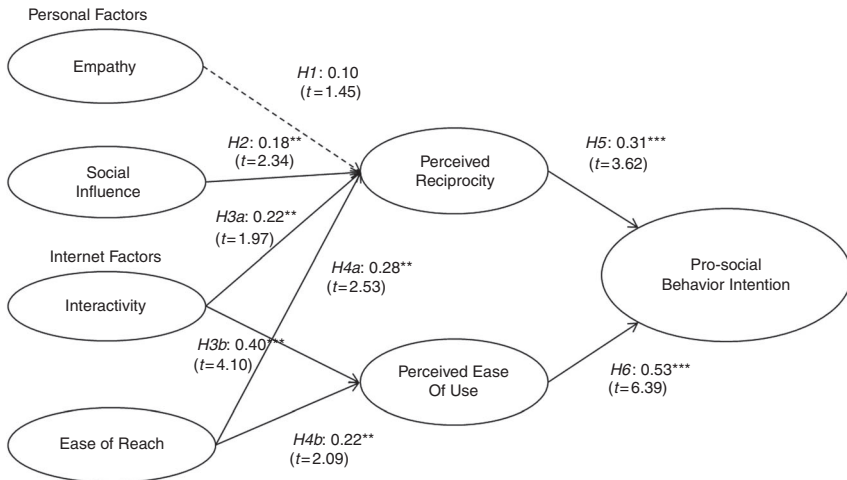 Personal Factors
Empathy
H1: 0.10
(t=1.45)
H2: 0.18**
(t=2.34)
Social
Influence
Perceived
Reciprocity
H5: 0.31***
(t=3.62)
H3a: 0.22**
(t=1.97)
Internet Factors
Interactivity
H4a: 0.28**
(t=2.53)
Pro-social
Behavior Intention
H3b: 0.40***
(t=4.10)
Perceived Ease
Of Use
H6: 0.53***
(t=6.39)
Ease of Reach
H4b: 0.22**
(t=2.09)